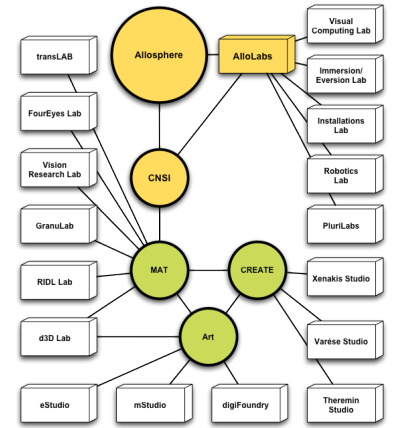 Allosphere
AlloLabs
Visual
Computing Lab
Immersion/
Eversion Lab
Installations
Lab
Robotics
Lab
PluriLabs
transLAB
FourEyes Lab
Vision
Research Lab
GranuLab
RIDL Lab
d3D Lab
CNSI
MAT
CREATE
Art
Xenakis Studio
Varése Studio
Theremin
Studio
eStudio
mStudio
digiFoundry